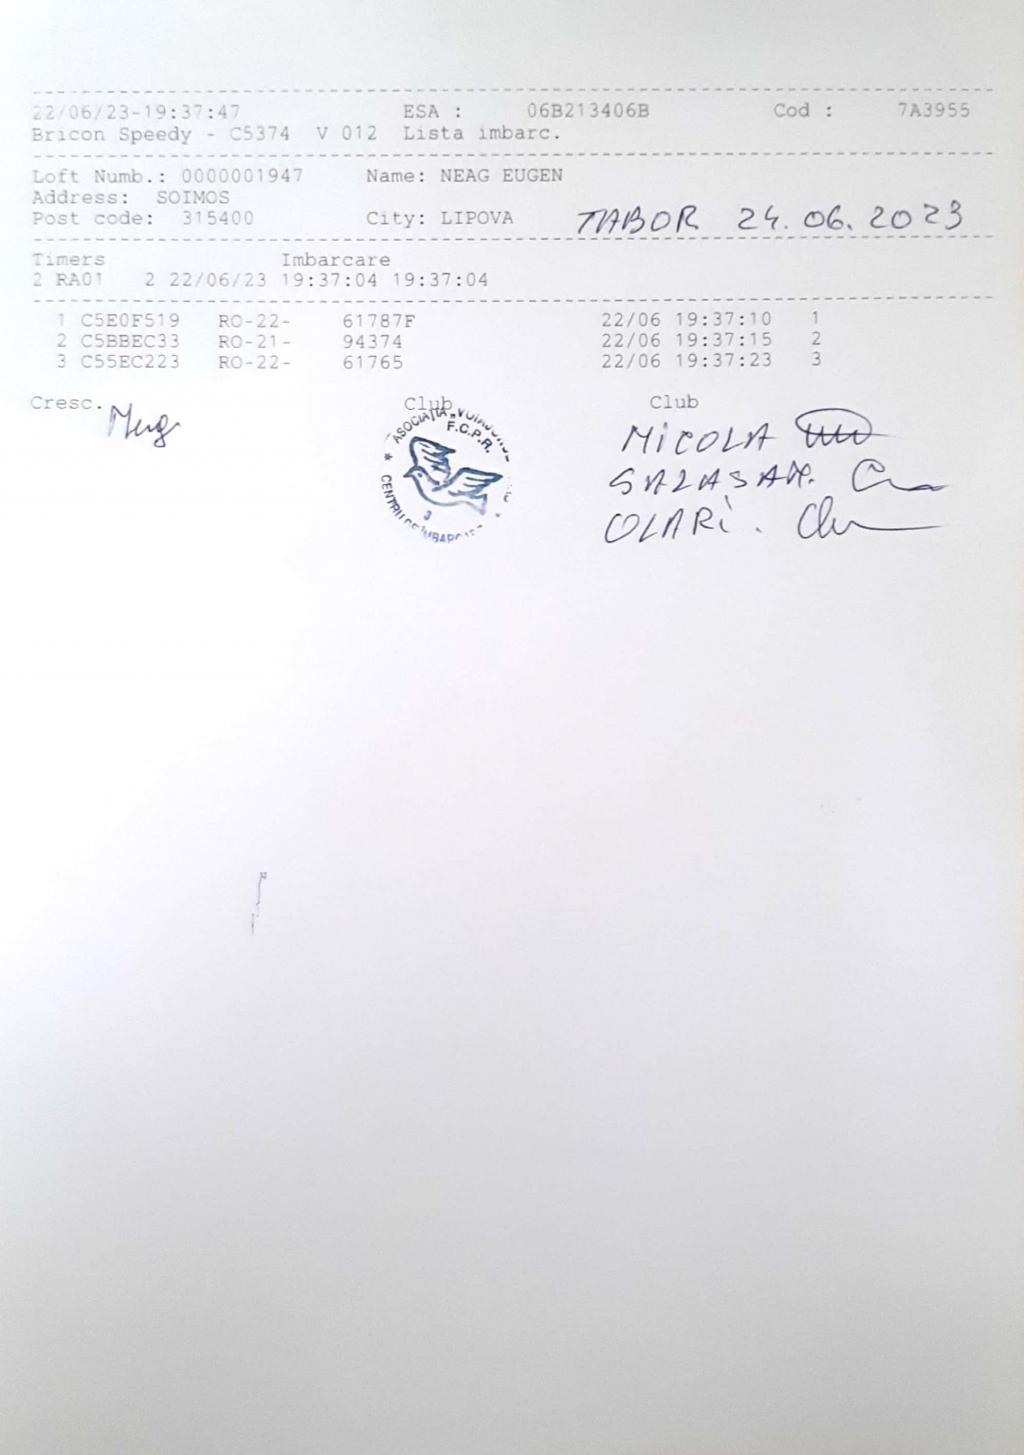 22/06/23-19:37:47 ESA : 06B213406B Cod : 7A3955
Bricon Speedy - C5374 V 012 Lista imbarc.
Loft Numb.: 0000001947 Name: NEAG EUGEN
Address: SOIMOS
Post code: 315400 City: LIPOVA TABOR 24.06.2023
Timers Imbarcare
2 RA01 2 22/06/23 19:37:04 19:37:04
1 C5E0F519 RO-22- 61787F 22/06 19:37:10 1
2 C5BBEC33 RO-21- 94374 22/06 19:37:15 2
3 C55EC223 RO-22- 61765 22/06 19:37:23 3
Cresc. Club Club
ASOCIAȚIA
F.C.P.R.
3
MICOLA
OLARI.